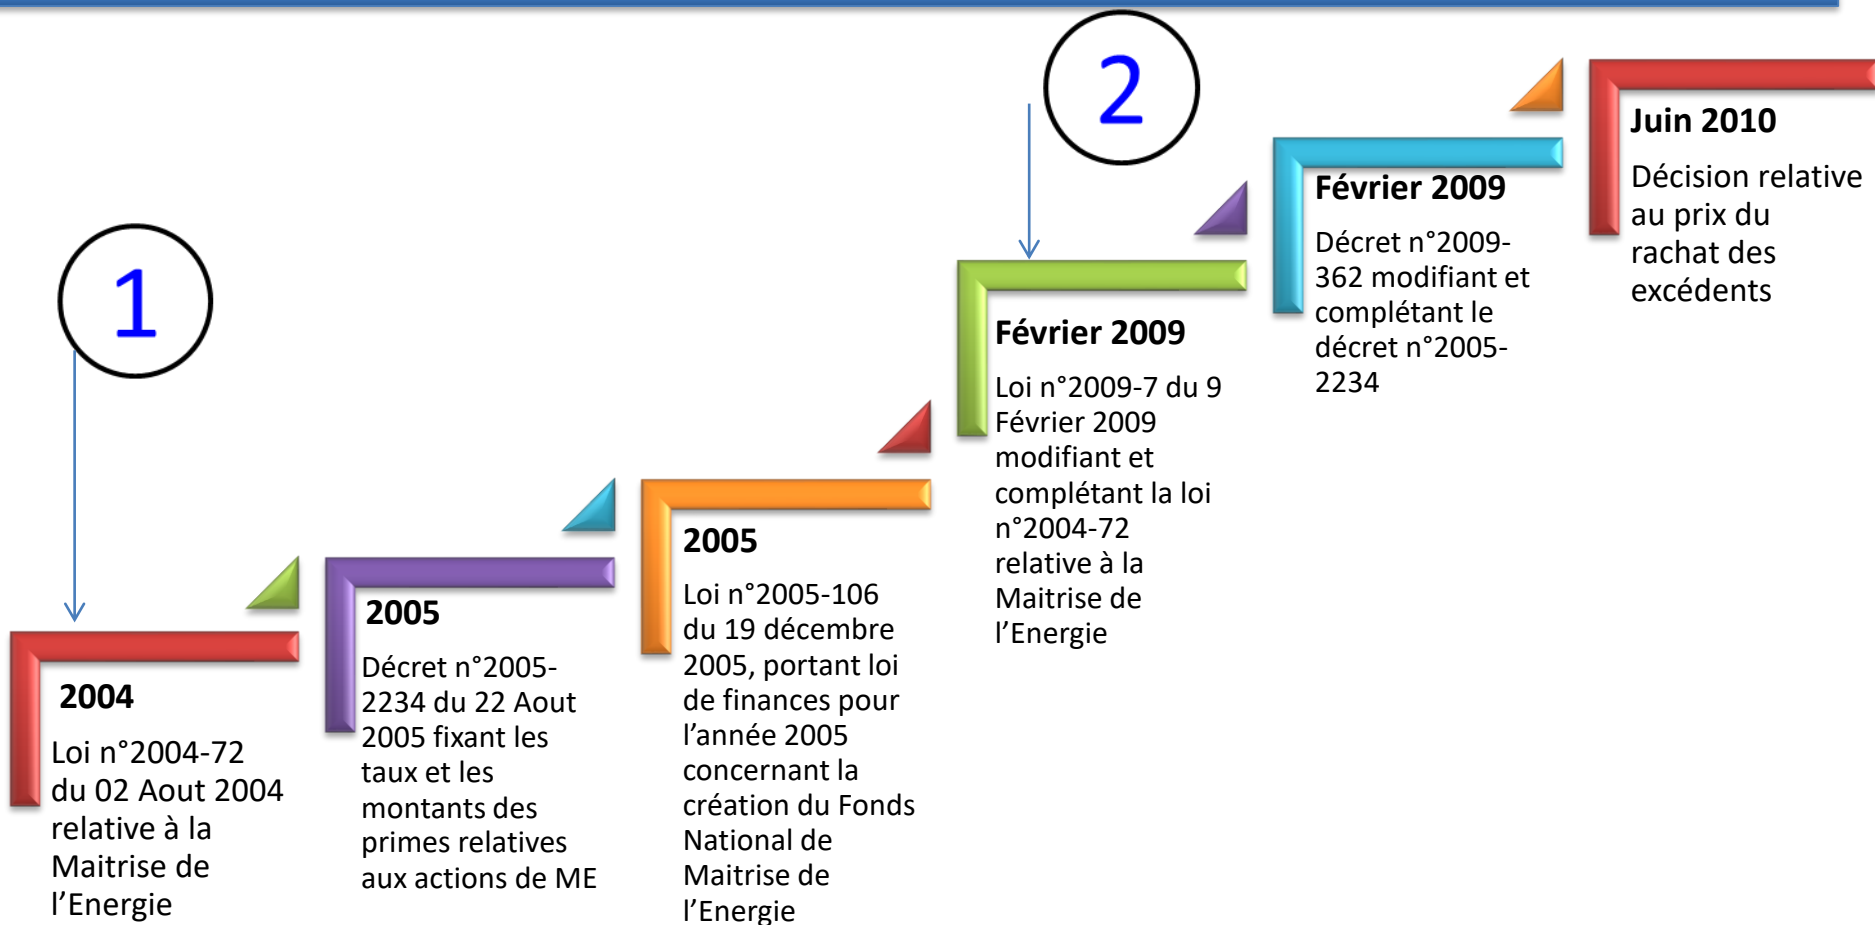 1
2004
Loi n°2004-72
du 02 Aout 2004
relative à la
Maitrise de
l’Energie
2005
Décret n°2005-
2234 du 22 Aout
2005 fixant les
taux et les
montants des
primes relatives
aux actions de ME
2005
Loi n°2005-106
du 19 décembre
2005, portant loi
de finances pour
l’année 2005
concernant la
création du Fonds
National de
Maitrise de
l’Energie
2
Février 2009
Loi n°2009-7 du 9
Février 2009
modifiant et
complétant la loi
n°2004-72
relative à la
Maitrise de
l’Energie
Février 2009
Décret n°2009-
362 modifiant et
complétant le
décret n°2005-
2234
Juin 2010
Décision relative
au prix du
rachat des
excédents